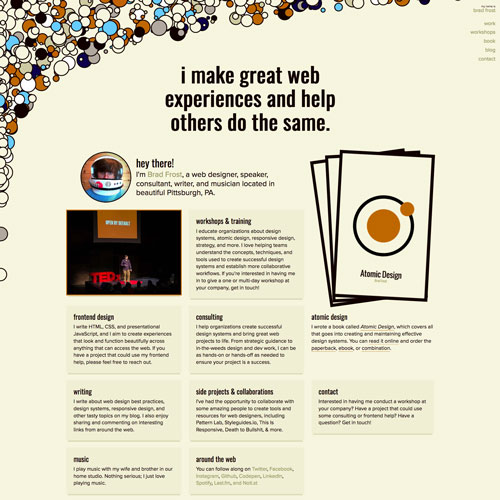 my name is
brad frost
work
workshops
book
blog
contact
i make great web
experiences and help
others do the same.
hey there!
I'm Brad Frost, a web designer, speaker,
consultant, writer, and musician located in
beautiful Pittsburgh, PA.
OPEN BY DEFAULT
TEDx
workshops & training
I educate organizations about design
systems, atomic design, responsive design,
strategy, and more. I love helping teams
understand the concepts, techniques, and
tools used to create successful design
systems and establish more collaborative
workflows. If you're interested in having me
in to give a one or multi-day workshop at
your company, get in touch!
Atomic Design
Brad Frost
frontend design
I write HTML, CSS, and presentational
JavaScript, and I aim to create experiences
that look and function beautifully across
anything that can access the web. If you
have a project that could use my frontend
help, please feel free to reach out.
consulting
I help organizations create successful
design systems and bring great web
projects to life. From strategic guidance to
in-the-weeds design and dev work, I can be
as hands-on or hands-off as needed to
ensure your project is a success.
atomic design
I wrote a book called Atomic Design, which covers all
that goes into creating and maintaining effective
design systems. You can read it online and order the
paperback, ebook, or combination.
writing
I write about web design best practices,
design systems, responsive design, and
other tasty topics on my blog. I also enjoy
sharing and commenting on interesting
links from around the web.
side projects & collaborations
I've had the opportunity to collaborate with
some amazing people to create tools and
resources for web designers, including
Pattern Lab, Styleguides.io, This Is
Responsive, Death to Bullshit, & more.
contact
Interested in having me conduct a workshop at
your company? Have a project that could use
some consulting or frontend help? Have a
question? Get in touch!
music
I play music with my wife and brother in our
home studio. Nothing serious; I just love
playing music.
around the web
You can follow along on Twitter, Facebook,
Instagram, Github, Codepen, LinkedIn,
Spotify, Last.fm, and Not.at